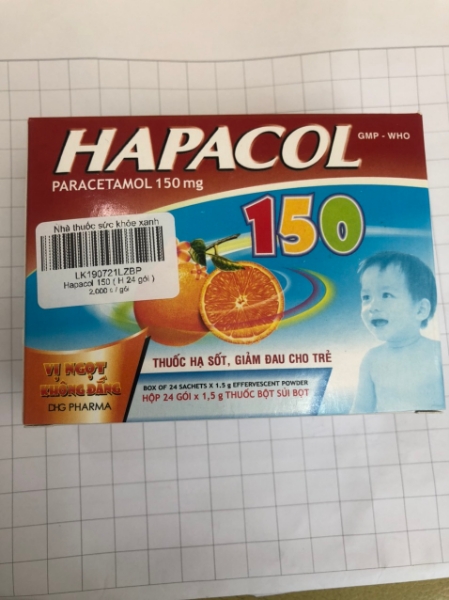 HAPACOL
GMP - WHO
PARACETAMOL 150 mg
150
Nhà thuốc sức khỏe xanh
LK190721LZBP
Hapacol 150 ( H 24 gói )
2,000 đ / gói
VỊ NGỌT
KHÔNG ĐẮNG
DHG PHARMA
THUỐC HẠ SỐT, GIẢM ĐAU CHO TRẺ
BOX OF 24 SACHETS X 1.5 g EFFERVESCENT POWDER
HỘP 24 GÓI x 1,5 g THUỐC BỘT SỦI BỌT